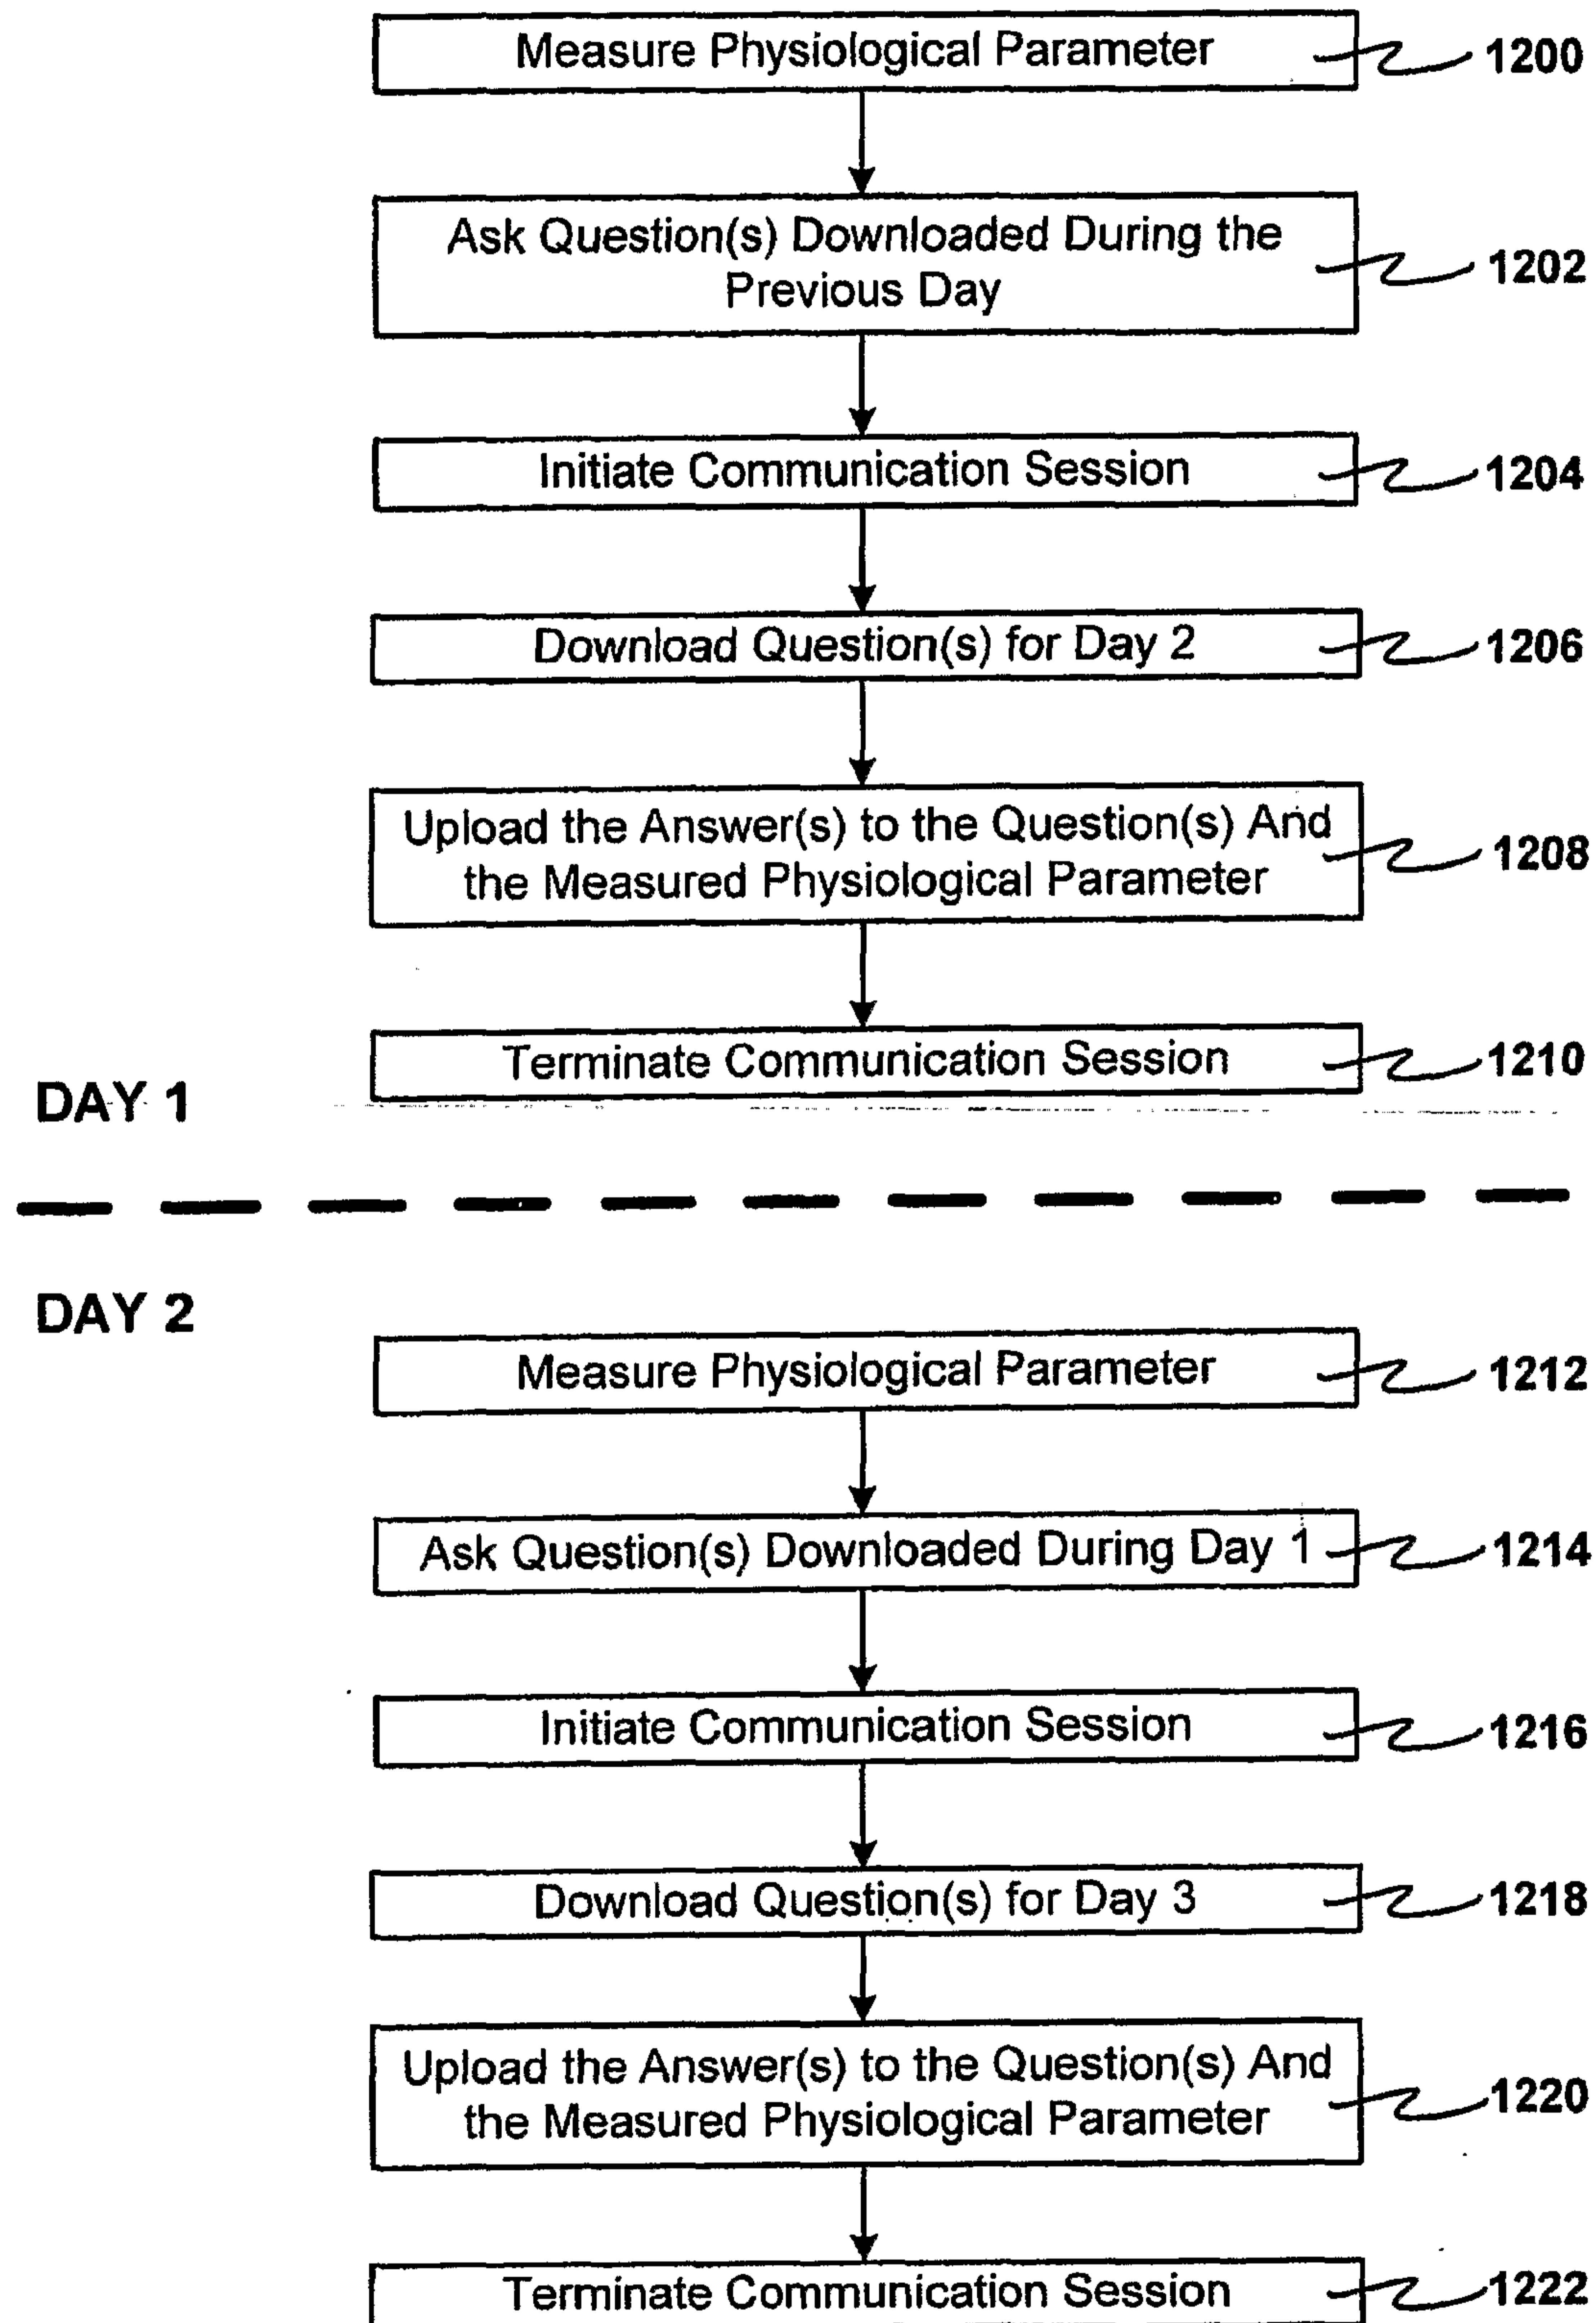 Measure Physiological Parameter 1200
Ask Question(s) Downloaded During the
Previous Day
1202
Initiate Communication Session 1204
Download Question(s) for Day 2 1206
Upload the Answer(s) to the Question(s) And
the Measured Physiological Parameter
1208
Terminate Communication Session 1210
DAY 1
DAY 2
Measure Physiological Parameter 1212
Ask Question(s) Downloaded During Day 1 1214
Initiate Communication Session 1216
Download Question(s) for Day 3 1218
Upload the Answer(s) to the Question(s) And
the Measured Physiological Parameter
1220
Terminate Communication Session 1222